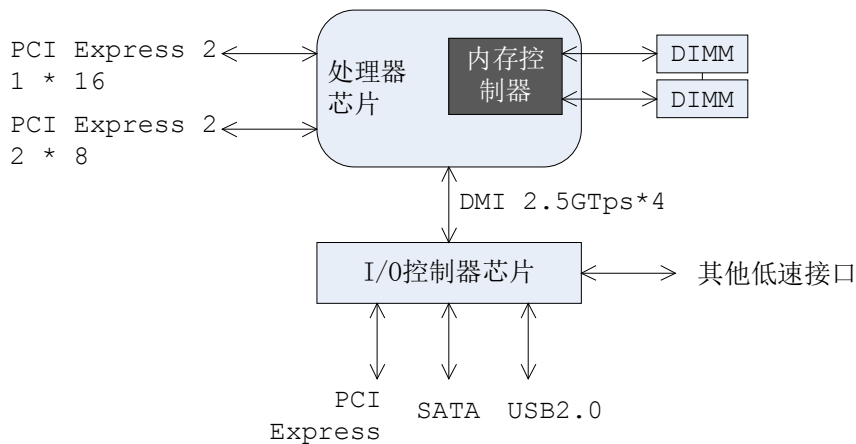 PCI Express 2
1 * 16
PCI Express 2
2 * 8
处理器
芯片
内存控
制器
DIMM
DIMM
DMI 2.5GTps*4
I/O控制器芯片
其他低速接口
PCI
Express
SATA
USB2.0